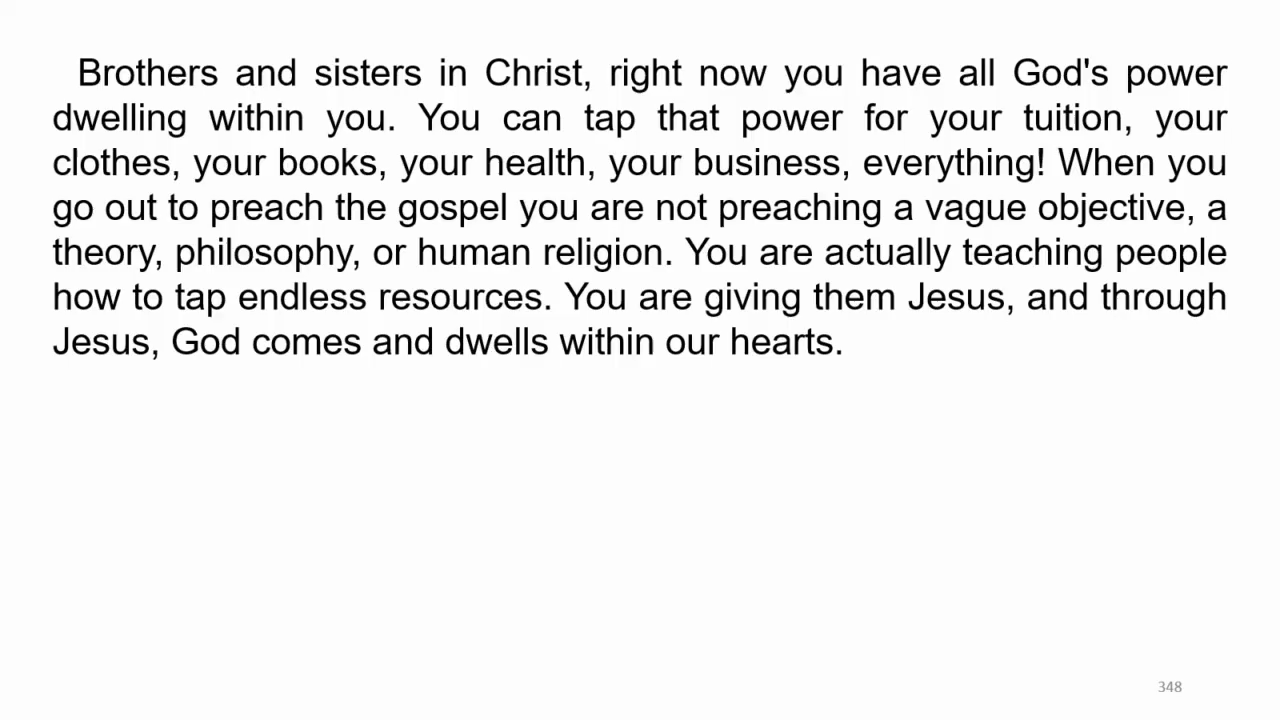 Brothers and sisters in Christ, right now you have all God's power
dwelling within you. You can tap that power for your tuition, your
clothes, your books, your health, your business, everything! When you
go out to preach the gospel you are not preaching a vague objective, a
theory, philosophy, or human religion. You are actually teaching people
how to tap endless resources. You are giving them Jesus, and through
Jesus, God comes and dwells within our hearts.
348